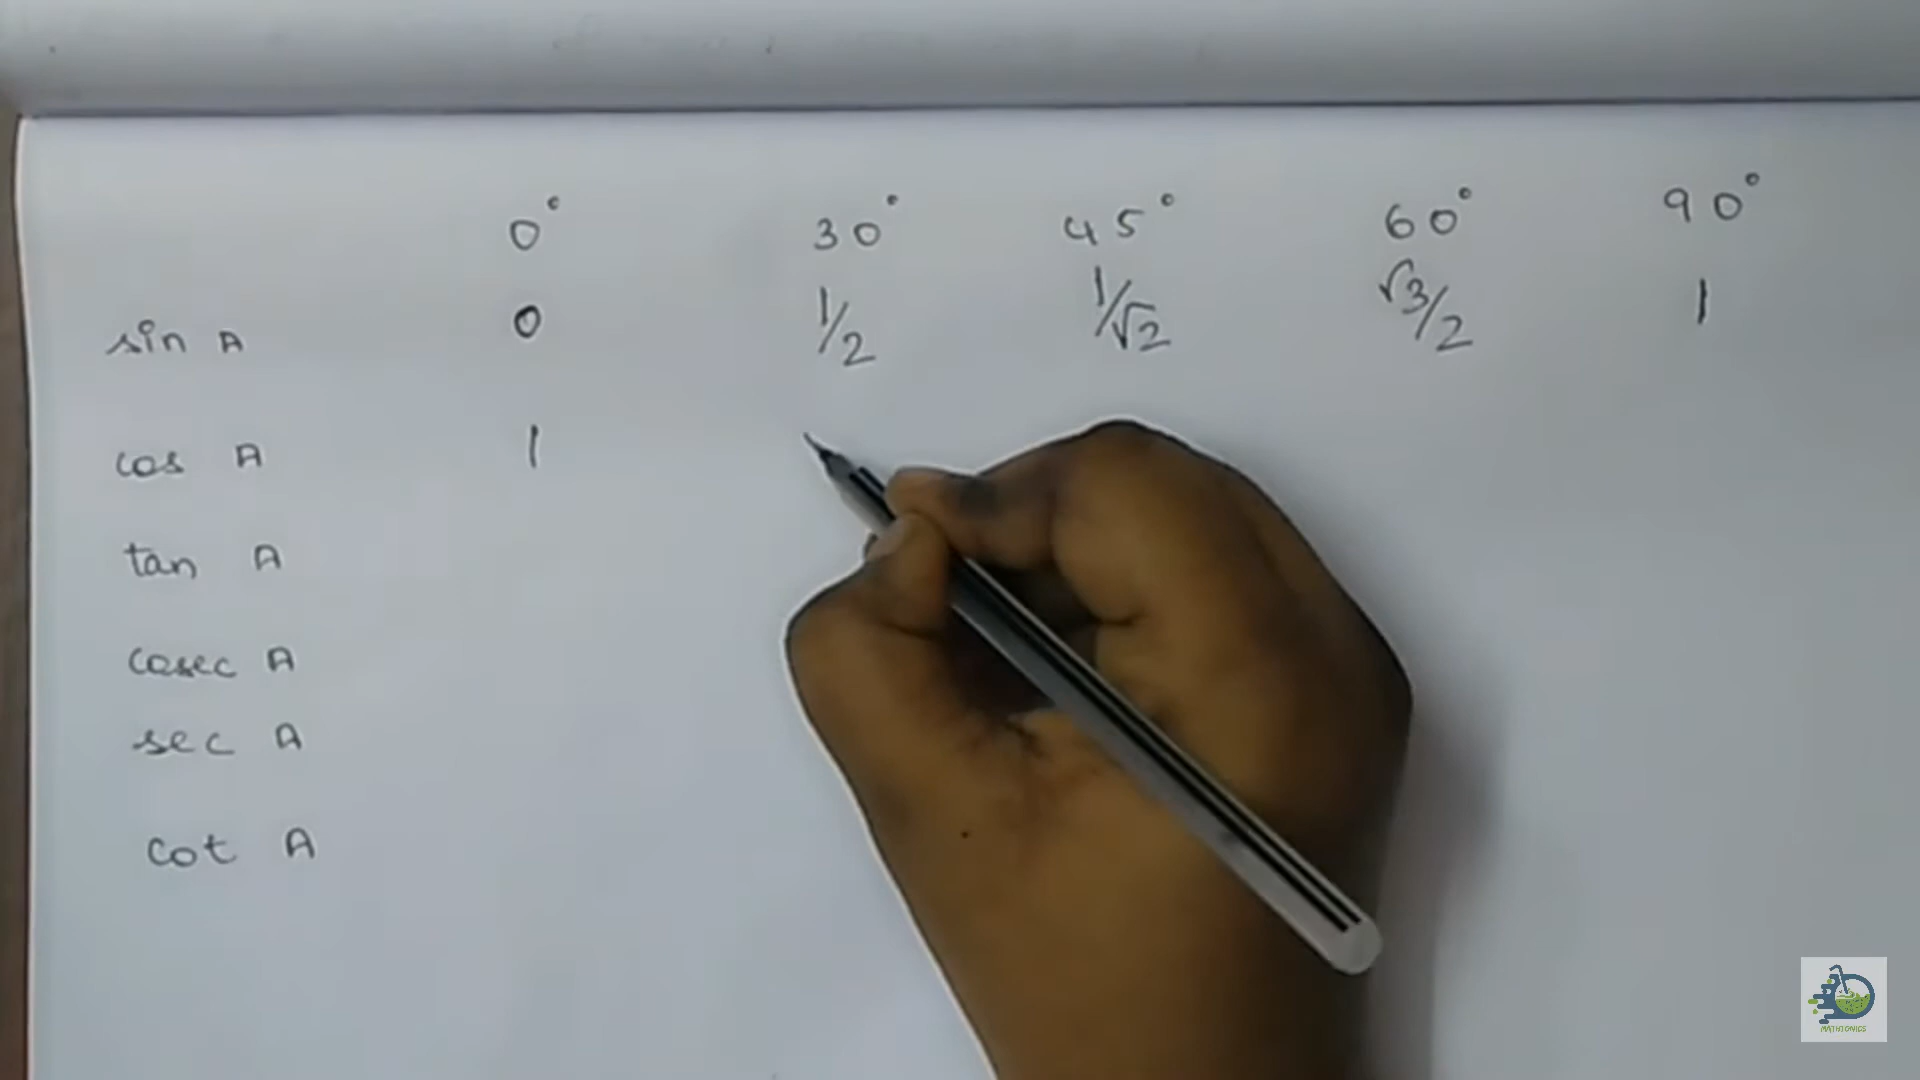 0° 30° 45° 60° 90°
sin A 0 1/2 1/√2 √3/2 1
cos A 1
tan A
cosec A
sec A
cot A
MATHTONICS